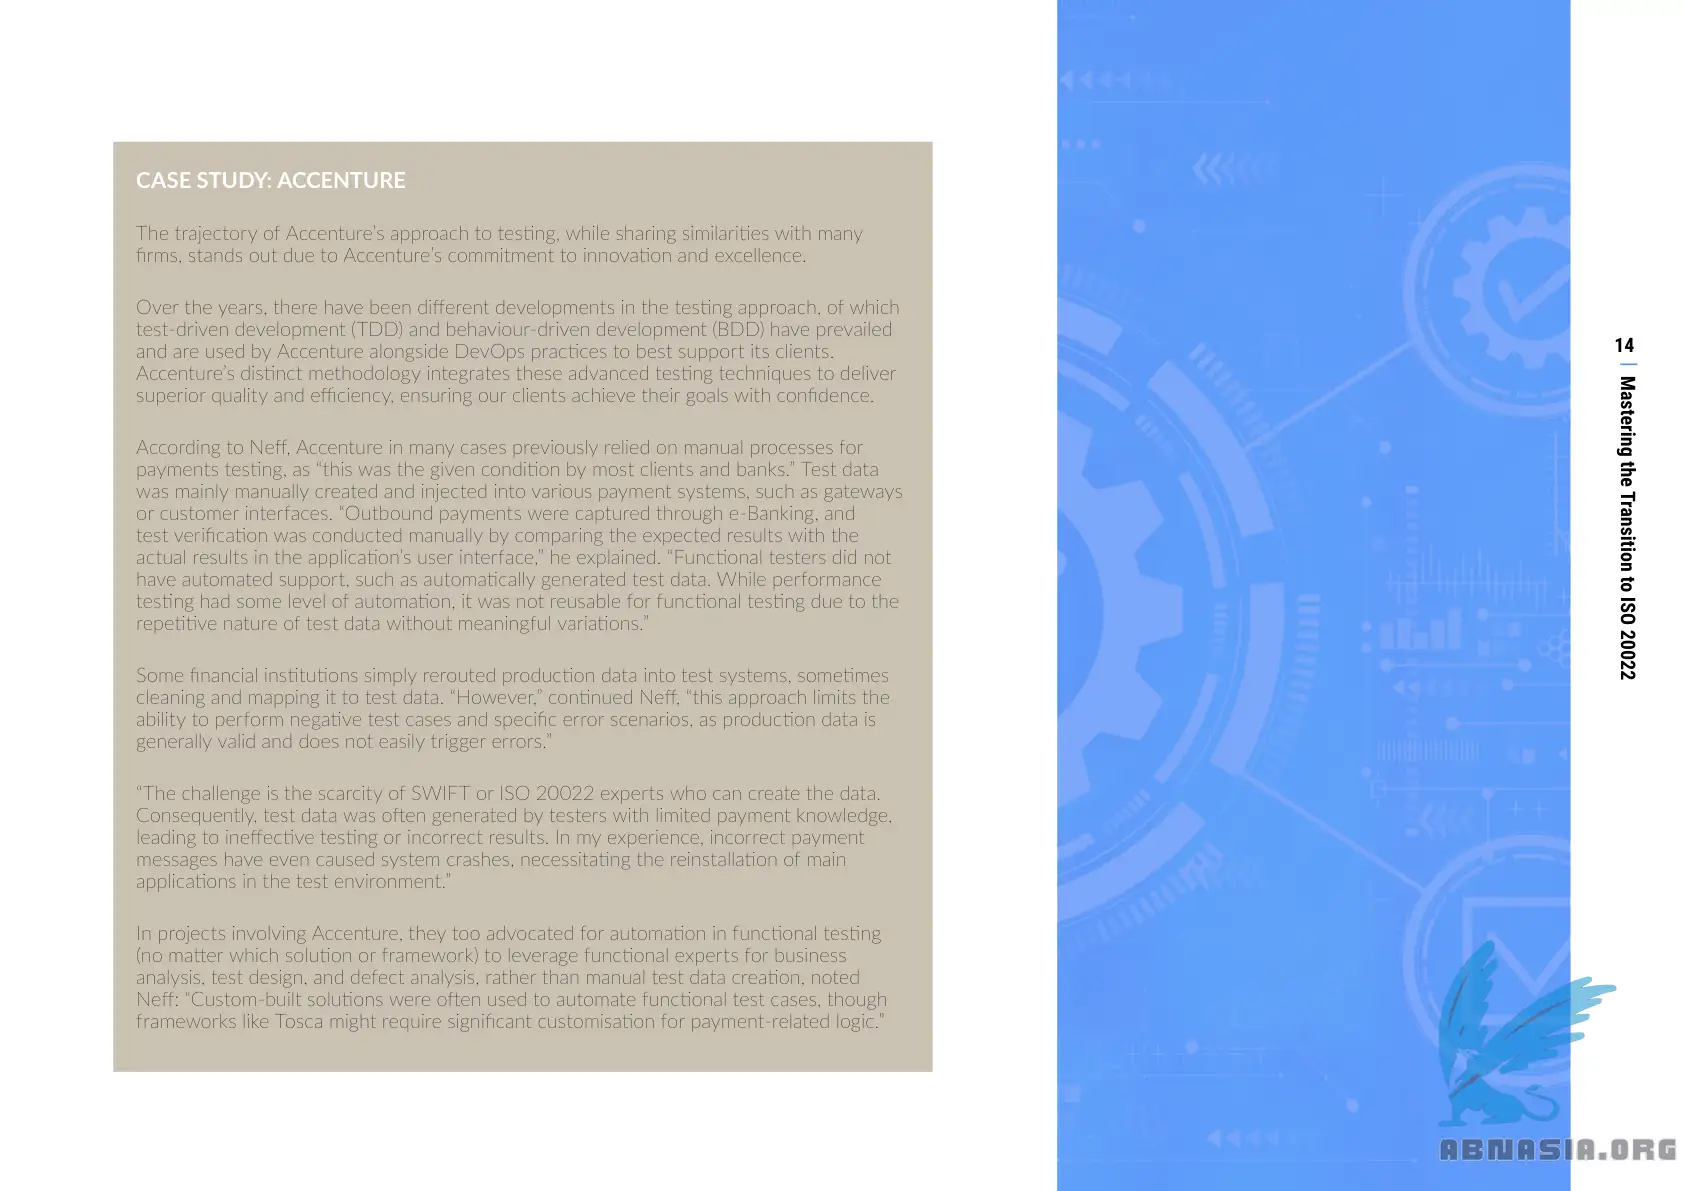 CASE STUDY: ACCENTURE
The trajectory of Accenture’s approach to testing, while sharing similarities with many
firms, stands out due to Accenture’s commitment to innovation and excellence.
Over the years, there have been different developments in the testing approach, of which
test-driven development (TDD) and behaviour-driven development (BDD) have prevailed
and are used by Accenture alongside DevOps practices to best support its clients.
Accenture’s distinct methodology integrates these advanced testing techniques to deliver
superior quality and efficiency, ensuring our clients achieve their goals with confidence.
According to Neff, Accenture in many cases previously relied on manual processes for
payments testing, as “this was the given condition by most clients and banks.” Test data
was mainly manually created and injected into various payment systems, such as gateways
or customer interfaces. “Outbound payments were captured through e-Banking, and
test verification was conducted manually by comparing the expected results with the
actual results in the application’s user interface,” he explained. “Functional testers did not
have automated support, such as automatically generated test data. While performance
testing had some level of automation, it was not reusable for functional testing due to the
repetitive nature of test data without meaningful variations.”
Some financial institutions simply rerouted production data into test systems, sometimes
cleaning and mapping it to test data. “However,” continued Neff, “this approach limits the
ability to perform negative test cases and specific error scenarios, as production data is
generally valid and does not easily trigger errors.”
“The challenge is the scarcity of SWIFT or ISO 20022 experts who can create the data.
Consequently, test data was often generated by testers with limited payment knowledge,
leading to ineffective testing or incorrect results. In my experience, incorrect payment
messages have even caused system crashes, necessitating the reinstallation of main
applications in the test environment.”
In projects involving Accenture, they too advocated for automation in functional testing
(no matter which solution or framework) to leverage functional experts for business
analysis, test design, and defect analysis, rather than manual test data creation, noted
Neff: “Custom-built solutions were often used to automate functional test cases, though
frameworks like Tosca might require significant customisation for payment-related logic.”
14
Mastering the Transition to ISO 20022
ABNASIA.ORG